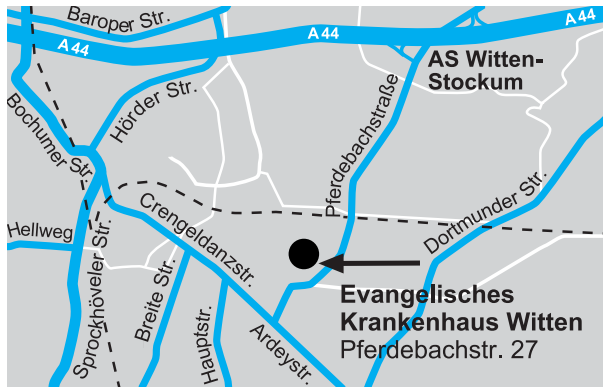 Baroper Str.
A 44
A 44
A 44
AS Witten-
Stockum
Bochumer Str.
Hörder Str.
Pferdebachstraße
Dortmunder Str.
Crengeldanzstr.
Hellweg
Sprockhöveler Str.
Breite Str.
Hauptstr.
Ardeystr.
Evangelisches
Krankenhaus Witten
Pferdebachstr. 27